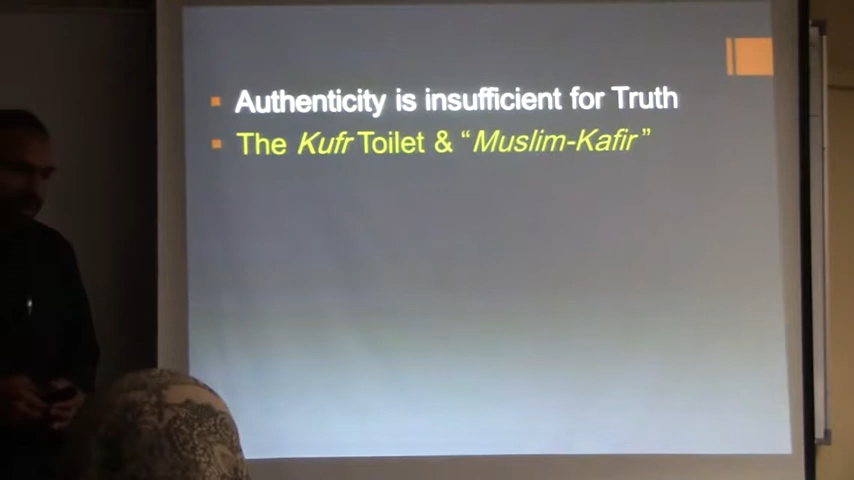 Authenticity is insufficient for Truth
The Kufr Toilet & “Muslim-Kafir”